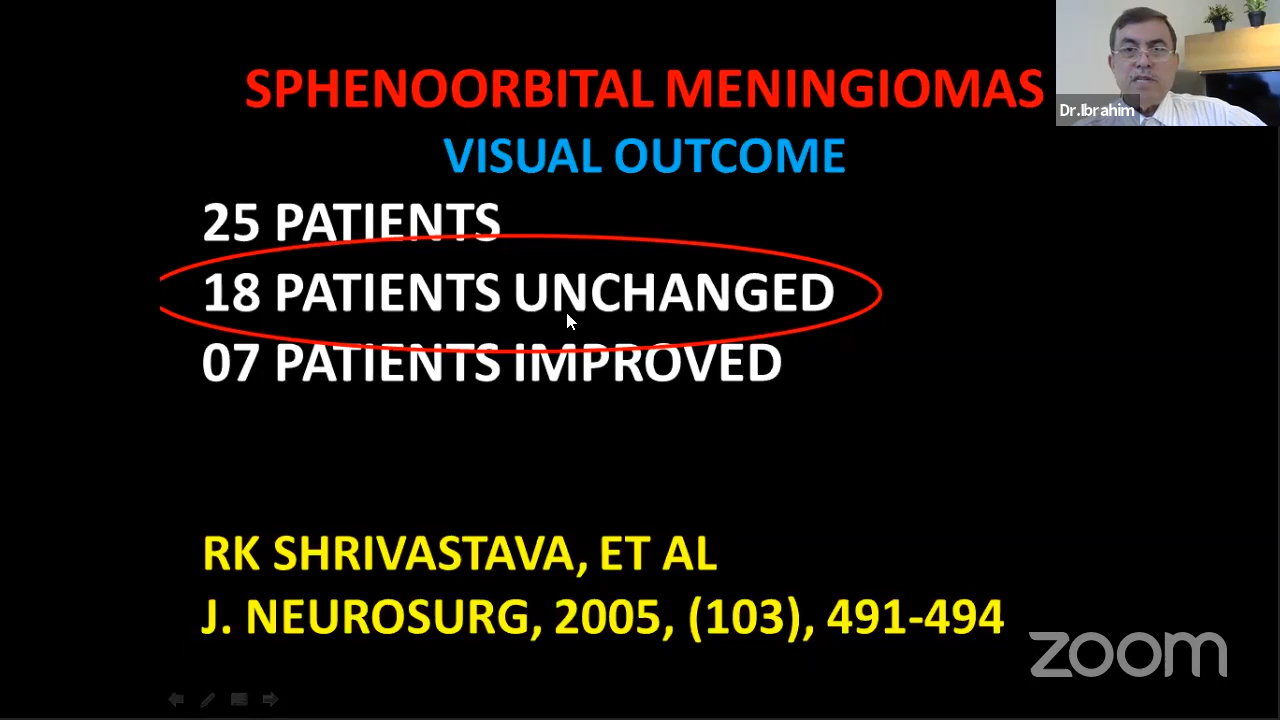 SPHENOORBITAL MENINGIOMAS
Dr.Ibrahim
VISUAL OUTCOME
25 PATIENTS
18 PATIENTS UNCHANGED
07 PATIENTS IMPROVED
RK SHRIVASTAVA, ET AL
J. NEUROSURG, 2005, (103), 491-494
zoom